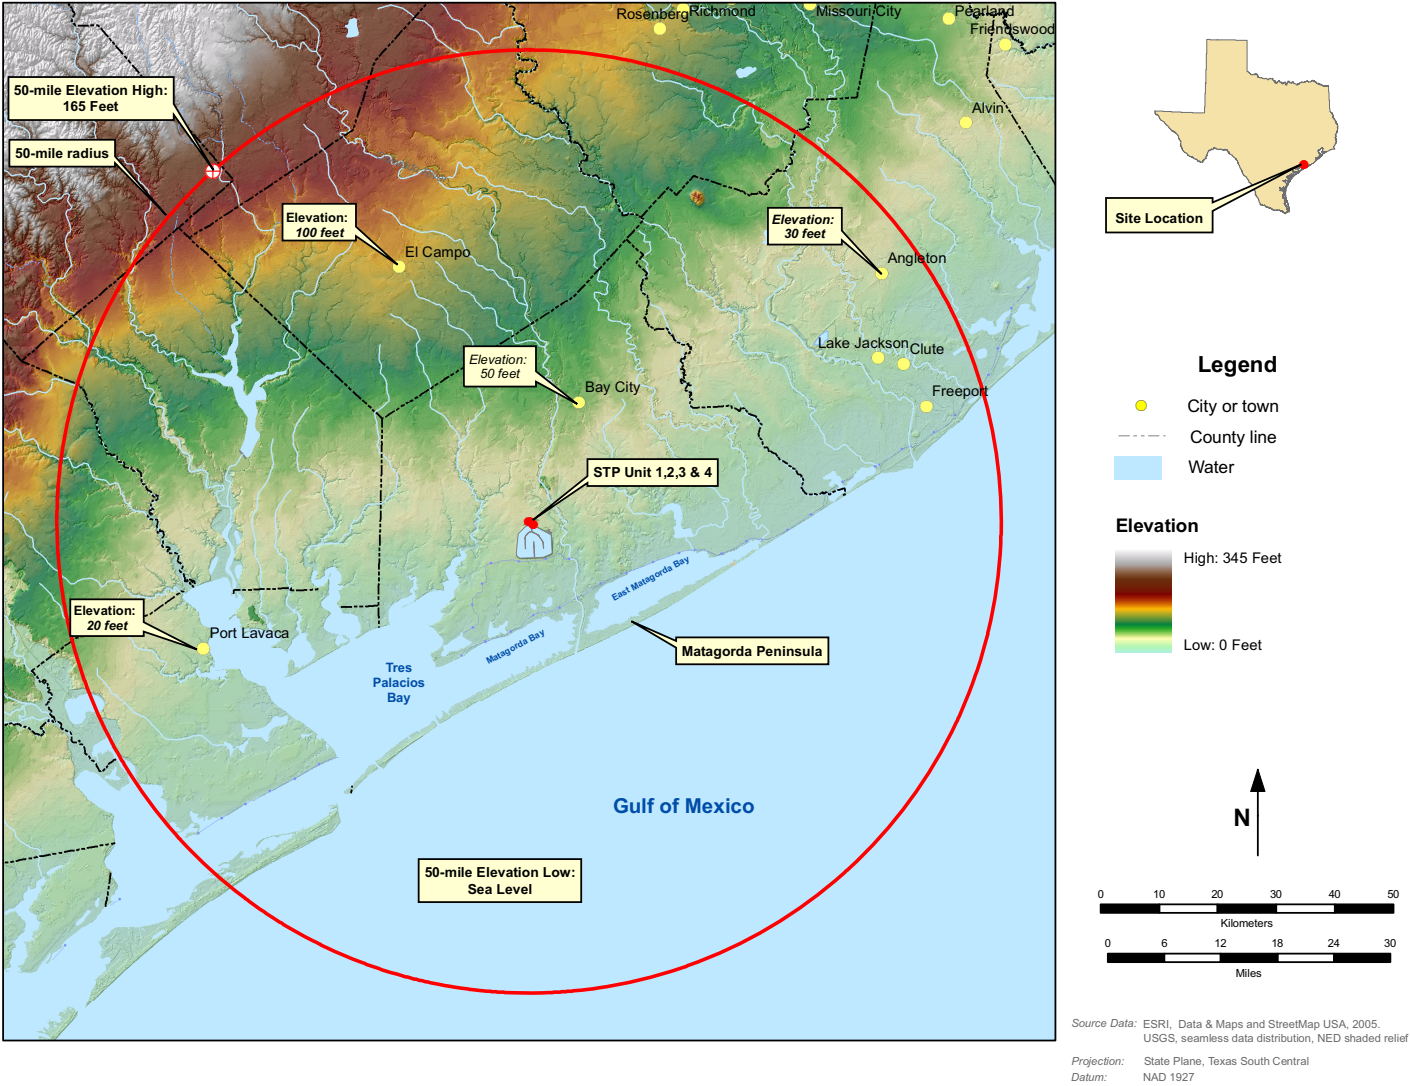 Rosenberg
Richmond
Missouri City
Pearland
Friendswood
50-mile Elevation High:
165 Feet
Alvin
50-mile radius
Elevation:
100 feet
El Campo
Elevation:
30 feet
Angleton
Site Location
Elevation:
50 feet
Bay City
Lake Jackson
Clute
Freeport
STP Unit 1,2,3 & 4
East Matagorda Bay
Elevation:
20 feet
Port Lavaca
Matagorda Bay
Matagorda Peninsula
Tres
Palacios
Bay
Gulf of Mexico
50-mile Elevation Low:
Sea Level
Legend
City or town
County line
Water
Elevation
High: 345 Feet
Low: 0 Feet
N
0 10 20 30 40 50
Kilometers
0 6 12 18 24 30
Miles
Source Data: ESRI, Data & Maps and StreetMap USA, 2005.
USGS, seamless data distribution, NED shaded relief
Projection: State Plane, Texas South Central
Datum: NAD 1927